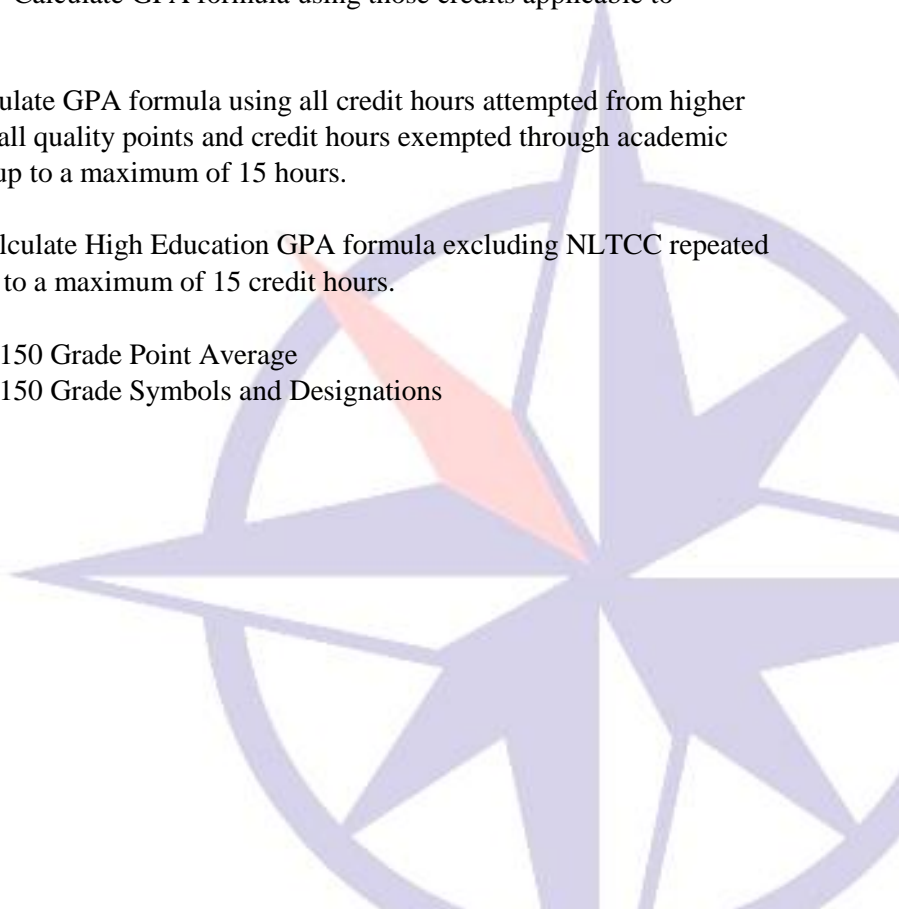 Calculate GPA formula using those credits applicable to
ulate GPA formula using all credit hours attempted from higher
all quality points and credit hours exempted through academic
up to a maximum of 15 hours.
lculate High Education GPA formula excluding NLTCC repeated
to a maximum of 15 credit hours.
150 Grade Point Average
150 Grade Symbols and Designations